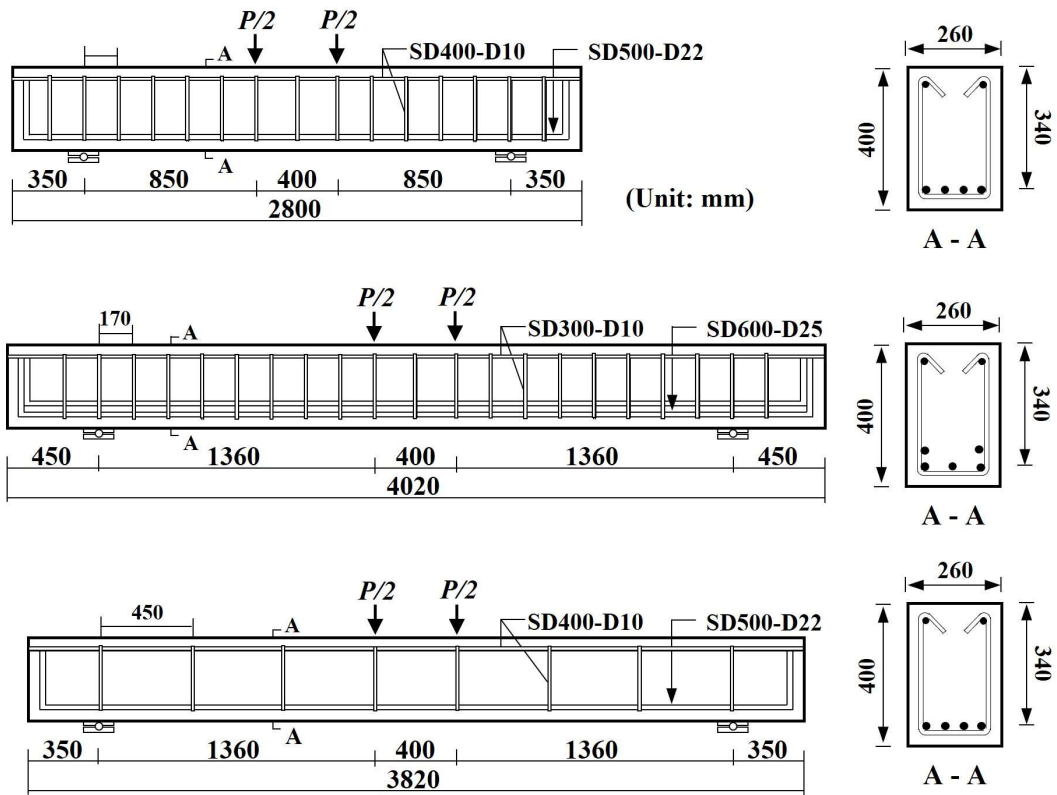 P/2 P/2
A SD400-D10 SD500-D22
A
350 850 400 850 350
2800
(Unit: mm)
260
400
340
A - A
P/2 P/2
170
A SD300-D10 SD600-D25
A
450 1360 400 1360 450
4020
260
400
340
A - A
P/2 P/2
450
A SD400-D10 SD500-D22
A
350 1360 400 1360 350
3820
260
400
340
A - A